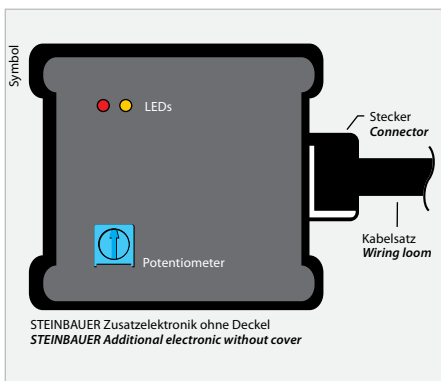 Symbol
LEDs
Stecker
Connector
Potentiometer
Kabelsatz
Wiring loom
STEINBAUER Zusatzelektronik ohne Deckel
STEINBAUER Additional electronic without cover